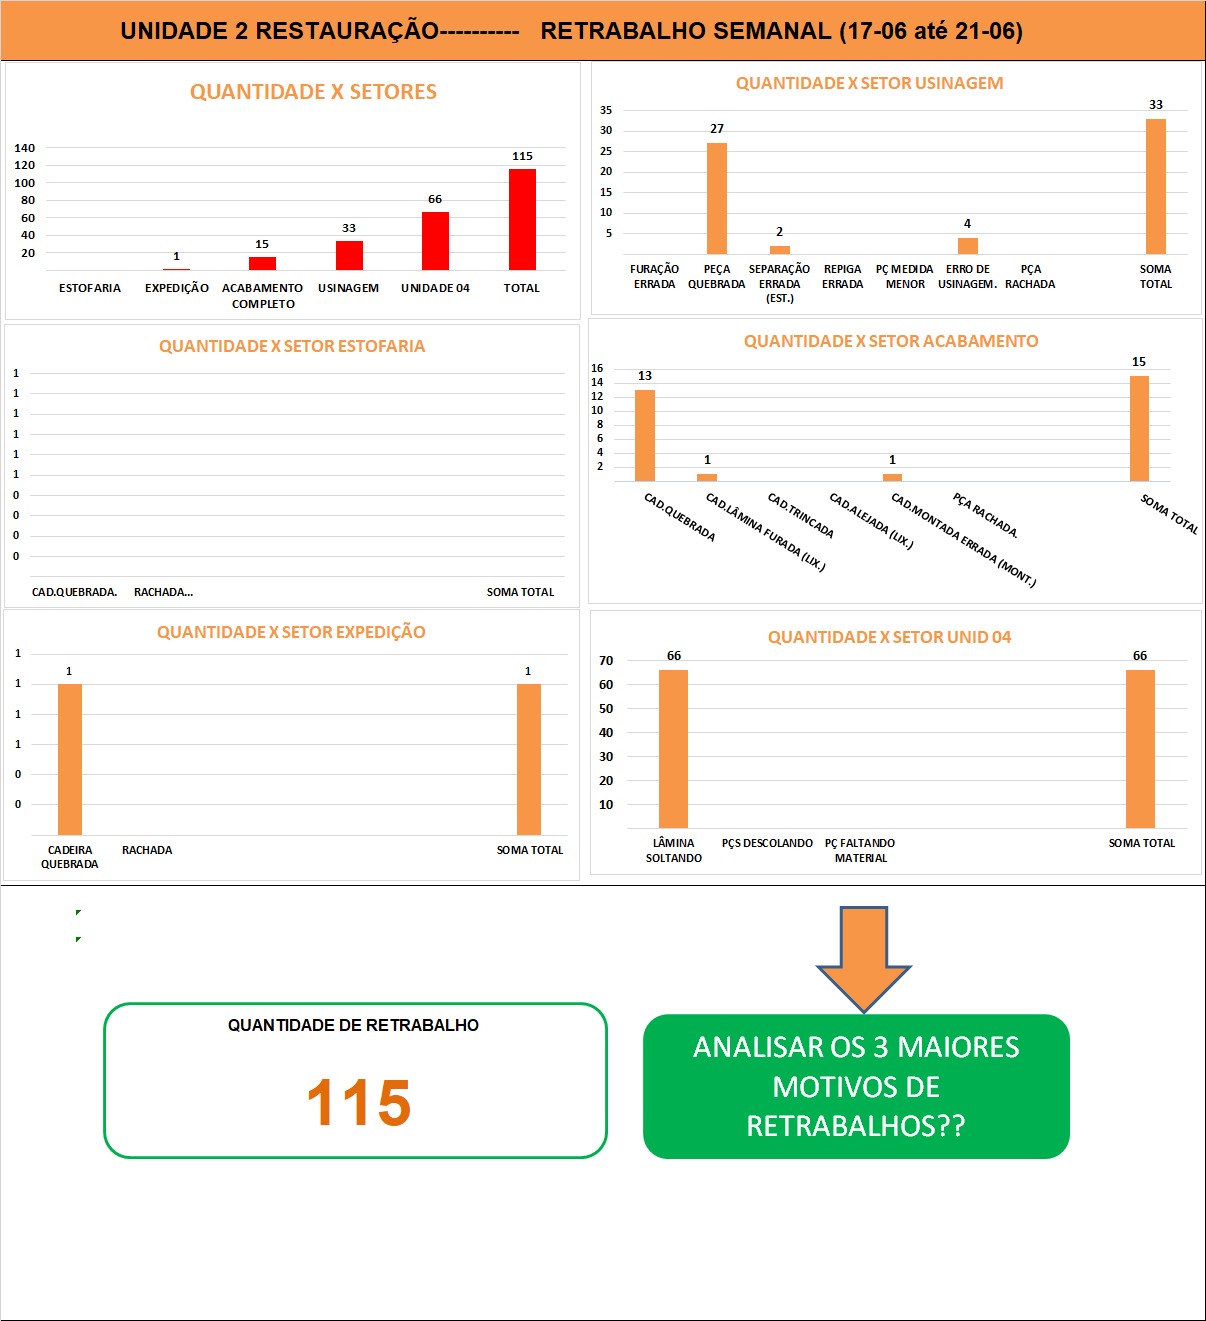 UNIDADE 2 RESTAURAÇÃO---------- RETRABALHO SEMANAL (17-06 até 21-06)
QUANTIDADE X SETORES
140
120
100
80
60
40
20
1
15
33
66
115
ESTOFARIA
EXPEDIÇÃO
ACABAMENTO
COMPLETO
USINAGEM
UNIDADE 04
TOTAL
QUANTIDADE X SETOR USINAGEM
35
30
25
20
15
10
5
27
2
4
33
FURAÇÃO
ERRADA
PEÇA
QUEBRADA
SEPARAÇÃO
ERRADA
(EST.)
REPIGA
ERRADA
PÇ MEDIDA
MENOR
ERRO DE
USINAGEM.
PÇA
RACHADA
SOMA
TOTAL
QUANTIDADE X SETOR ESTOFARIA
1
1
1
1
1
1
0
0
0
0
CAD.QUEBRADA.
RACHADA...
SOMA TOTAL
QUANTIDADE X SETOR ACABAMENTO
16
14
12
10
8
6
4
2
13
1
1
15
CAD.QUEBRADA
CAD.LÂMINA FURADA (LIX.)
CAD.TRINCADA
CAD.ALEJADA (LIX.)
CAD.MONTADA ERRADA (MONT.)
PÇA RACHADA.
SOMA TOTAL
QUANTIDADE X SETOR EXPEDIÇÃO
1
1
1
1
0
0
1
1
CADEIRA
QUEBRADA
RACHADA
SOMA TOTAL
QUANTIDADE X SETOR UNID 04
70
60
50
40
30
20
10
66
66
LÂMINA
SOLTANDO
PÇS DESCOLANDO
PÇ FALTANDO
MATERIAL
SOMA TOTAL
QUANTIDADE DE RETRABALHO
115
ANALISAR OS 3 MAIORES
MOTIVOS DE
RETRABALHOS??